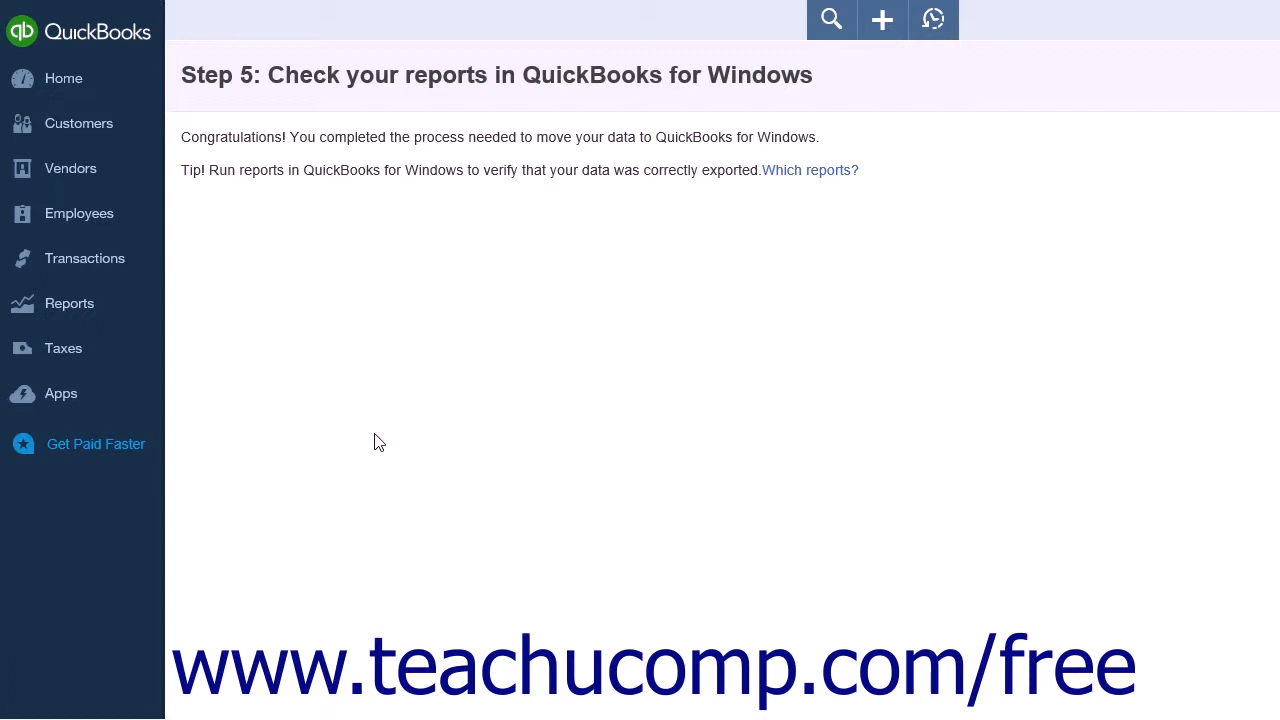 QuickBooks
Home
Customers
Vendors
Employees
Transactions
Reports
Taxes
Apps
Get Paid Faster
Step 5: Check your reports in QuickBooks for Windows
Congratulations! You completed the process needed to move your data to QuickBooks for Windows.
Tip! Run reports in QuickBooks for Windows to verify that your data was correctly exported.Which reports?
www.teachucomp.com/free